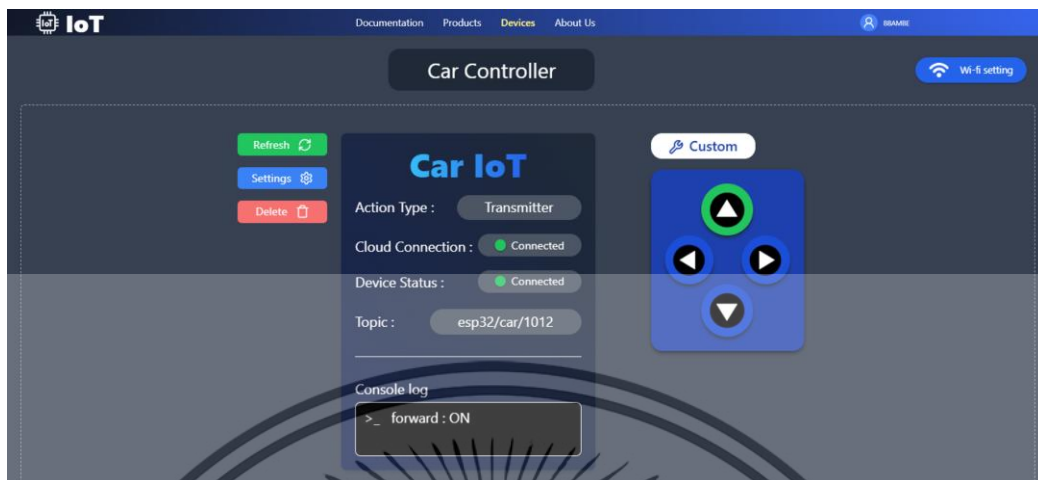 IoT
Documentation Products Devices About Us
Car Controller
Wi-fi setting
Refresh
Settings
Delete
Car IoT
Action Type : Transmitter
Cloud Connection : Connected
Device Status : Connected
Topic : esp32/car/1012
Console log
>_ forward : ON
Custom